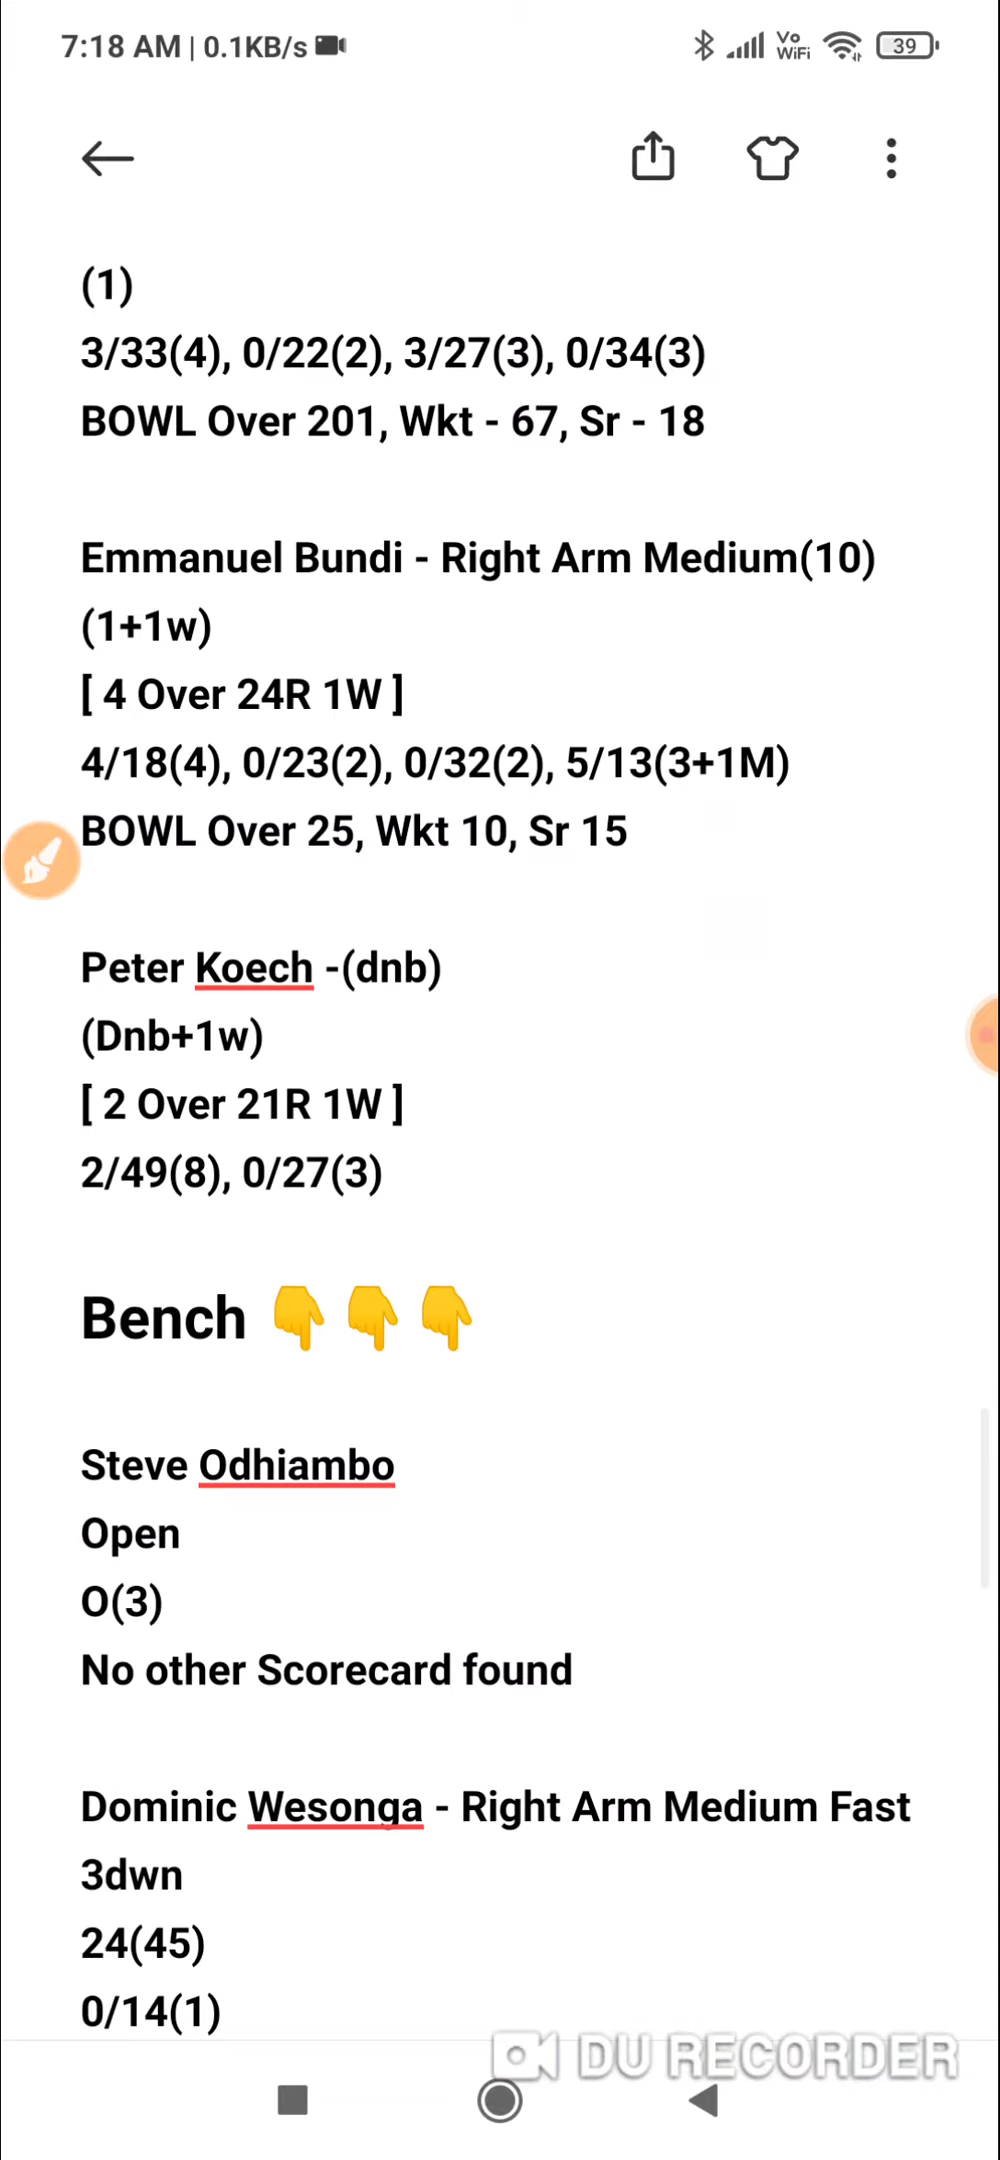 7:18 AM | 0.1KB/s
Vo WiFi
39
(1)
3/33(4), 0/22(2), 3/27(3), 0/34(3)
BOWL Over 201, Wkt - 67, Sr - 18
Emmanuel Bundi - Right Arm Medium(10)
(1+1w)
[ 4 Over 24R 1W ]
4/18(4), 0/23(2), 0/32(2), 5/13(3+1M)
BOWL Over 25, Wkt 10, Sr 15
Peter Koech -(dnb)
(Dnb+1w)
[ 2 Over 21R 1W ]
2/49(8), 0/27(3)
Bench 👇👇👇
Steve Odhiambo
Open
O(3)
No other Scorecard found
Dominic Wesonga - Right Arm Medium Fast
3dwn
24(45)
0/14(1)
DU RECORDER